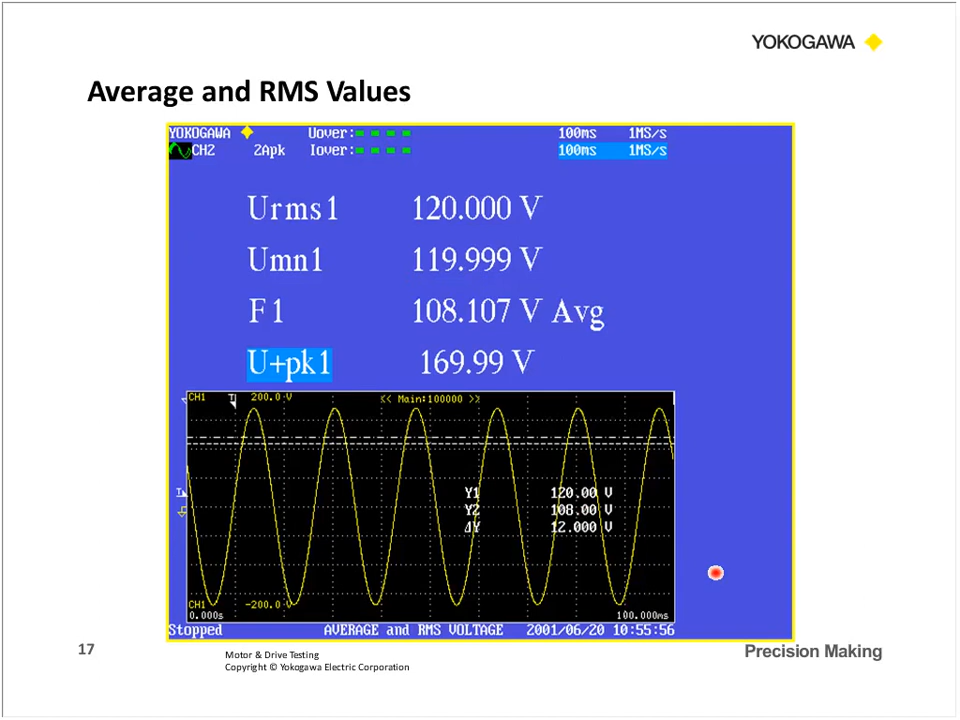 YOKOGAWA
Average and RMS Values
YOKOGAWA Uover: 100ms 1MS/s
CH2 2Apk Iover: 100ms 1MS/s
Urms1 120.000 V
Umn1 119.999 V
F1 108.107 V Avg
U+pk1 169.99 V
CH1 200.0 V << Main:100000 >>
T
Y1 120.00 V
Y2 108.00 V
ΔY 12.000 V
CH1 -200.0 V
0.000s 100.000ms
Stopped AVERAGE and RMS VOLTAGE 2001/06/20 10:55:56
17
Motor & Drive Testing
Copyright © Yokogawa Electric Corporation
Precision Making